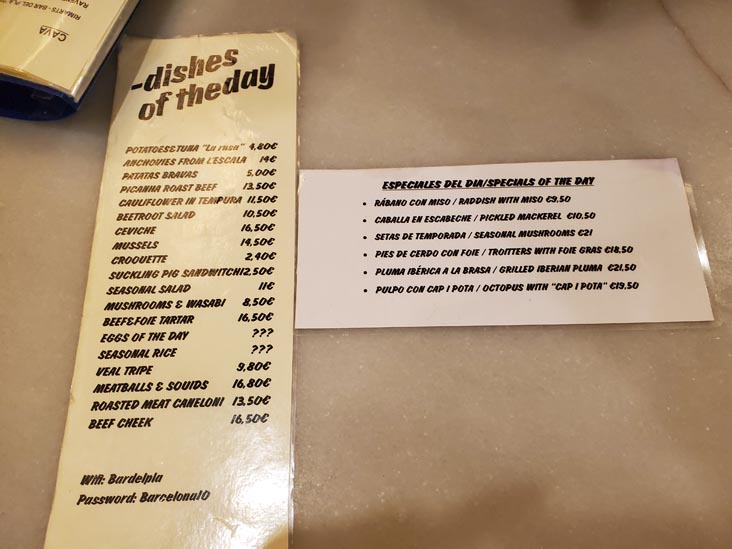 CAVA
RIMARTS - BAR DEL PLA
-dishes
of theday
POTATOES&TUNA "La rusa" 4,80€
ANCHOVIES FROM L'ESCALA 14€
PATATAS BRAVAS 5,00€
PICANHA ROAST BEEF 13,50€
CAULIFLOWER IN TEMPURA 11,50€
BEETROOT SALAD 10,50€
CEVICHE 16,50€
MUSSELS 14,50€
CROQUETTE 2,40€
SUCKLING PIG SANDWITCH12,50€
SEASONAL SALAD 11€
MUSHROOMS & WASABI 8,50€
BEEF&FOIE TARTAR 16,50€
EGGS OF THE DAY ???
SEASONAL RICE ???
VEAL TRIPE 9,80€
MEATBALLS & SQUIDS 16,80€
ROASTED MEAT CANELONI 13,50€
BEEF CHEEK 16,50€
Wifi: Bardelpla
Password: Barcelona10
ESPECIALES DEL DIA/SPECIALS OF THE DAY
• RÁBANO CON MISO / RADDISH WITH MISO €9,50
• CABALLA EN ESCABECHE / PICKLED MACKEREL €10,50
• SETAS DE TEMPORADA / SEASONAL MUSHROOMS €21
• PIES DE CERDO CON FOIE / TROITTERS WITH FOIE GRAS €18,50
• PLUMA IBÉRICA A LA BRASA / GRILLED IBERIAN PLUMA €21,50
• PULPO CON CAP I POTA / OCTOPUS WITH "CAP I POTA" €19,50